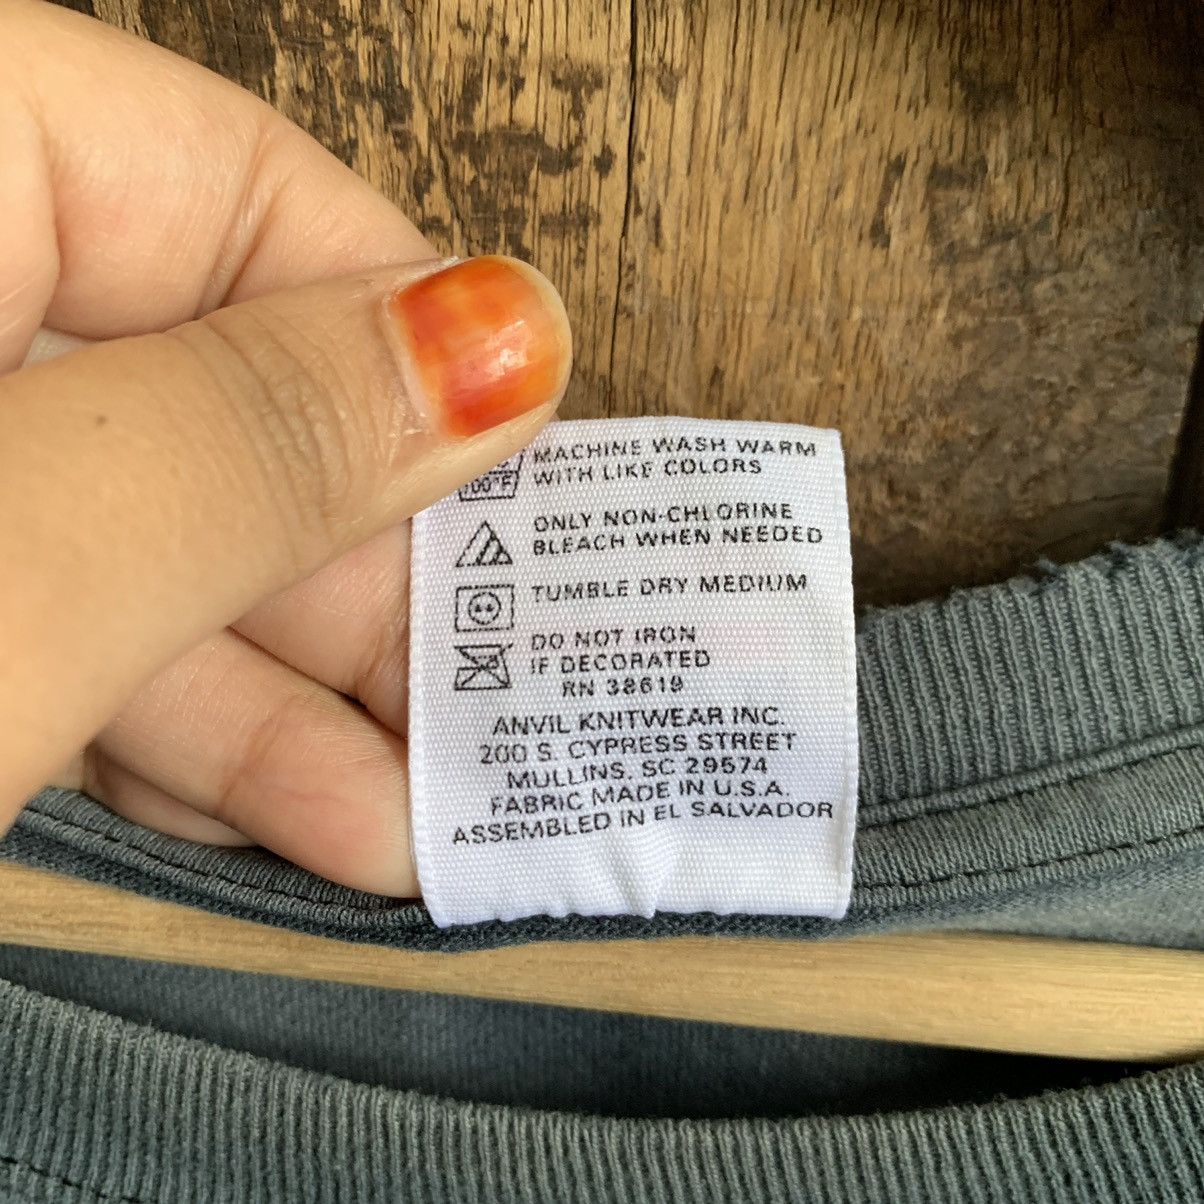 MACHINE WASH WARM
WITH LIKE COLORS
100°F
ONLY NON-CHLORINE
BLEACH WHEN NEEDED
TUMBLE DRY MEDIUM
DO NOT IRON
IF DECORATED
RN 38619
ANVIL KNITWEAR INC.
200 S. CYPRESS STREET
MULLINS, SC 29574
FABRIC MADE IN U.S.A.
ASSEMBLED IN EL SALVADOR